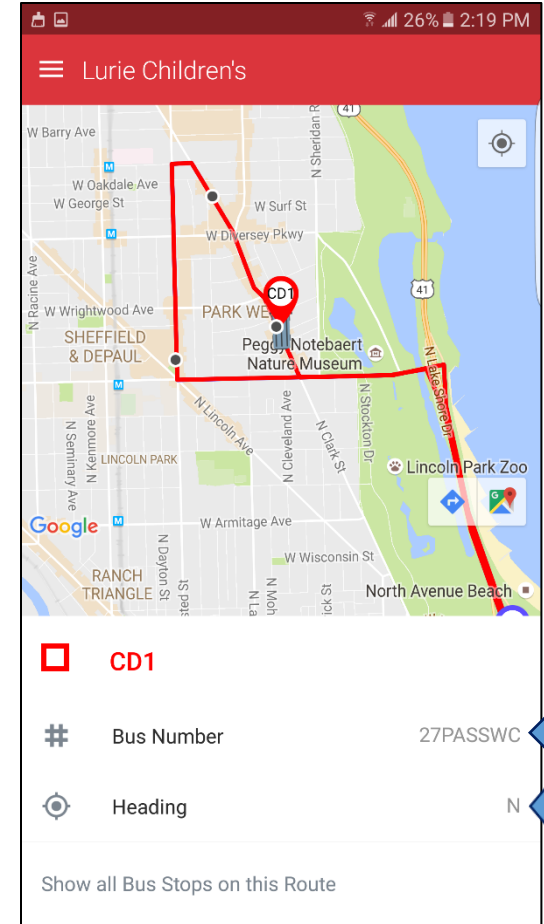 26% 2:19 PM
Lurie Children's
41
W Barry Ave
N Sheridan R
M
W Oakdale Ave
W George St
W Surf St
M
W Diversey Pkwy
N Racine Ave
CD1
41
W Wrightwood Ave
PARK WE
SHEFFIELD
& DEPAUL
Peggy Notebaert
Nature Museum
N Lake Shore Dr
N Lincoln Ave
N Stockton Dr
N Cleveland Ave
N Kenmore Ave
N Seminary Ave
N Clark St
LINCOLN PARK
Lincoln Park Zoo
Google
M
W Armitage Ave
G
W Wisconsin St
N Dayton St
RANCH
TRIANGLE
N La
N Moh
ick St
North Avenue Beach
CD1
# Bus Number 27PASSWC
Heading N
Show all Bus Stops on this Route